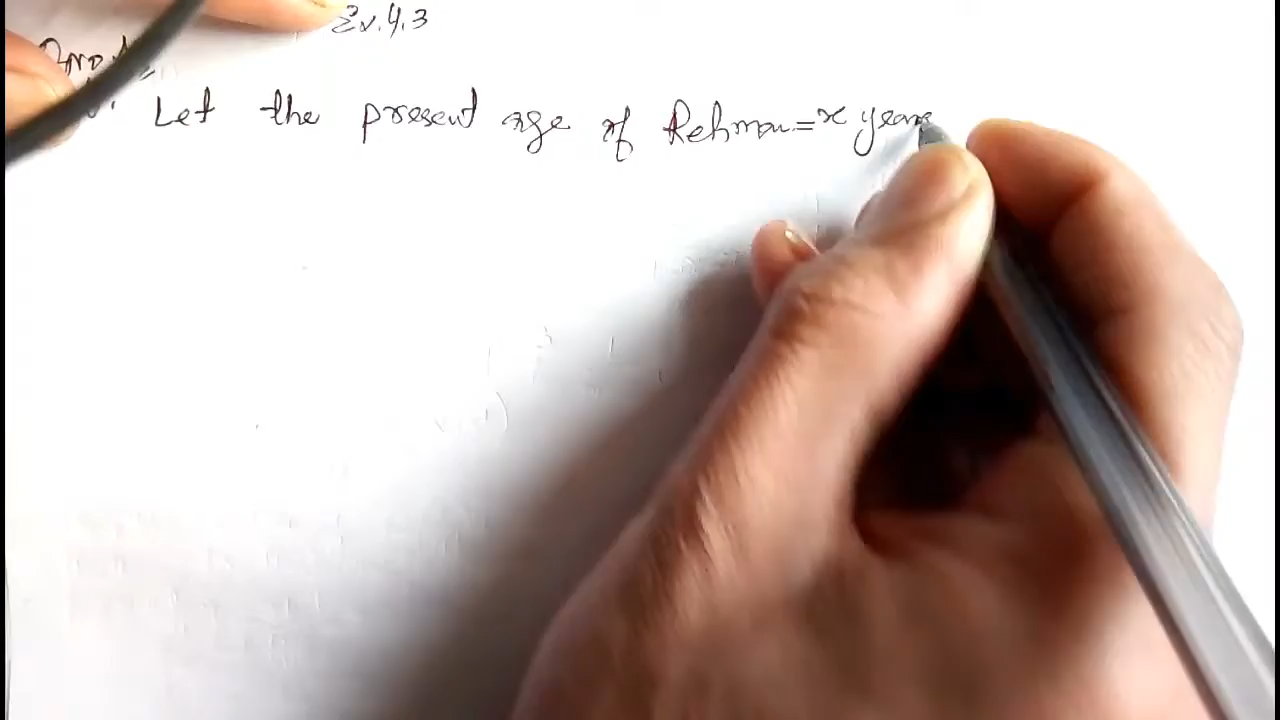 Ex.4.3
Let the present age of Rehman = x years